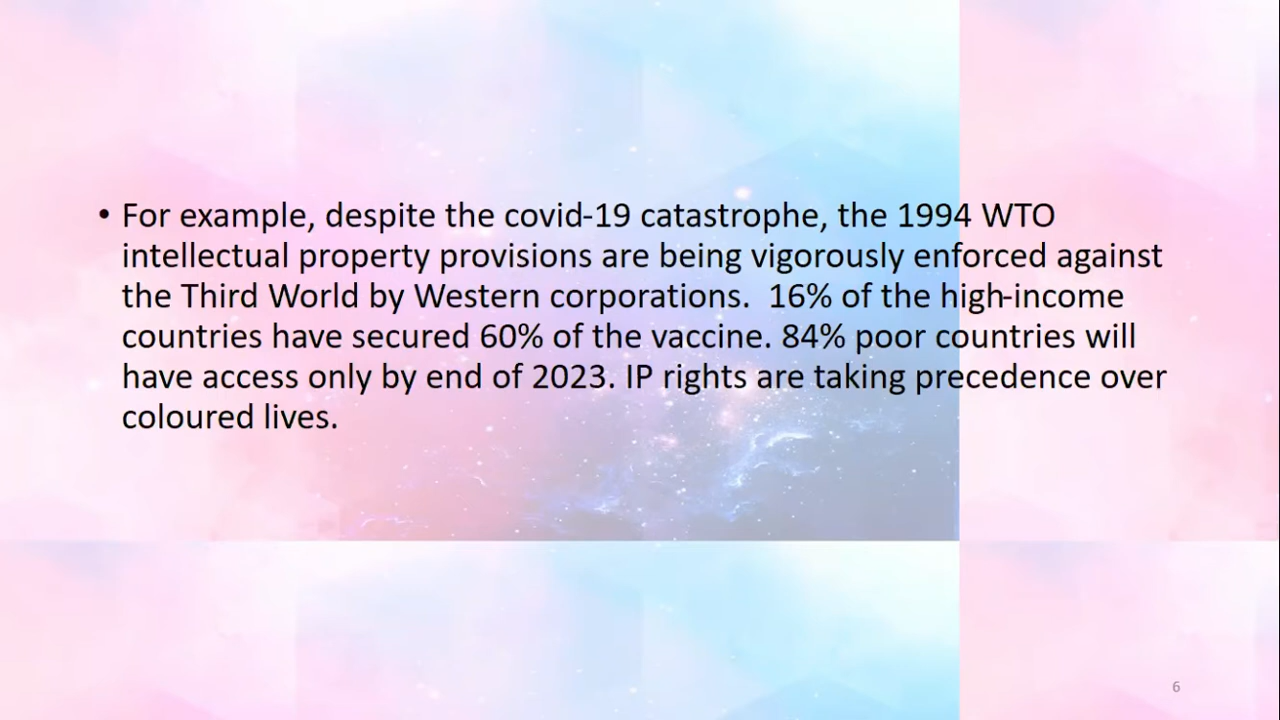 • For example, despite the covid-19 catastrophe, the 1994 WTO
intellectual property provisions are being vigorously enforced against
the Third World by Western corporations.  16% of the high-income
countries have secured 60% of the vaccine. 84% poor countries will
have access only by end of 2023. IP rights are taking precedence over
coloured lives.
6